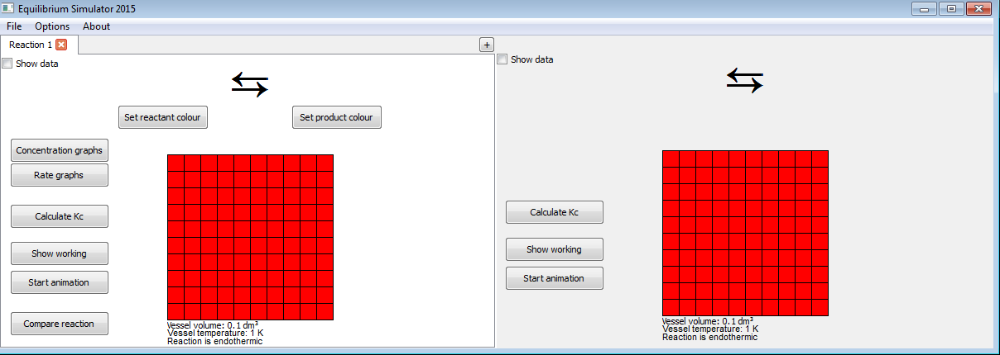 Equilibrium Simulator 2015
File Options About
Reaction 1
+
Show data
⇆
Set reactant colour
Set product colour
Concentration graphs
Rate graphs
Calculate Kc
Show working
Start animation
Compare reaction
Vessel volume: 0.1 dm³
Vessel temperature: 1 K
Reaction is endothermic
Show data
⇆
Calculate Kc
Show working
Start animation
Vessel volume: 0.1 dm³
Vessel temperature: 1 K
Reaction is endothermic